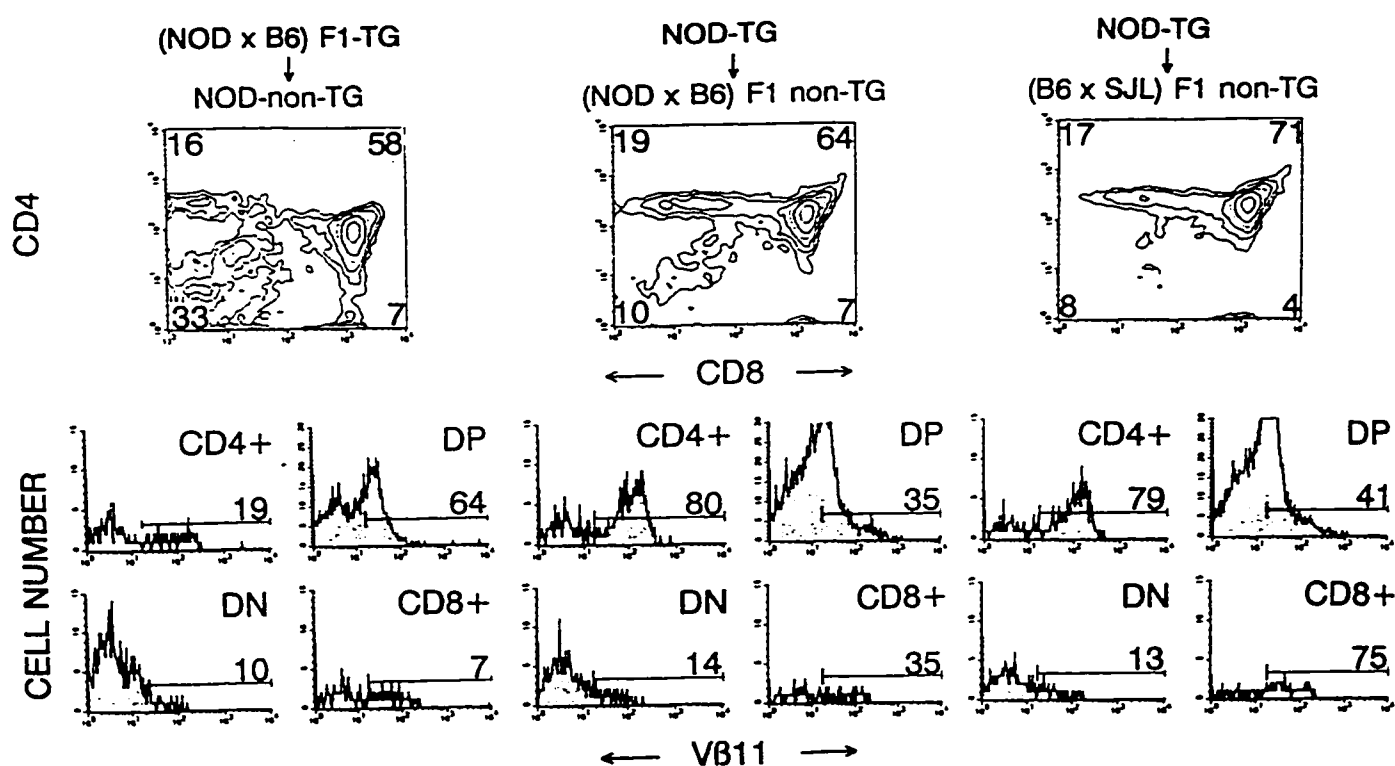 (NOD x B6) F1-TG
↓
NOD-non-TG
NOD-TG
↓
(NOD x B6) F1 non-TG
NOD-TG
↓
(B6 x SJL) F1 non-TG
CD4
16 58
33 7
19 64
10 7
17 71
8 4
← CD8 →
CELL NUMBER
CD4+
19
DP
64
CD4+
80
DP
35
CD4+
79
DP
41
DN
10
CD8+
7
DN
14
CD8+
35
DN
13
CD8+
75
← Vß11 →